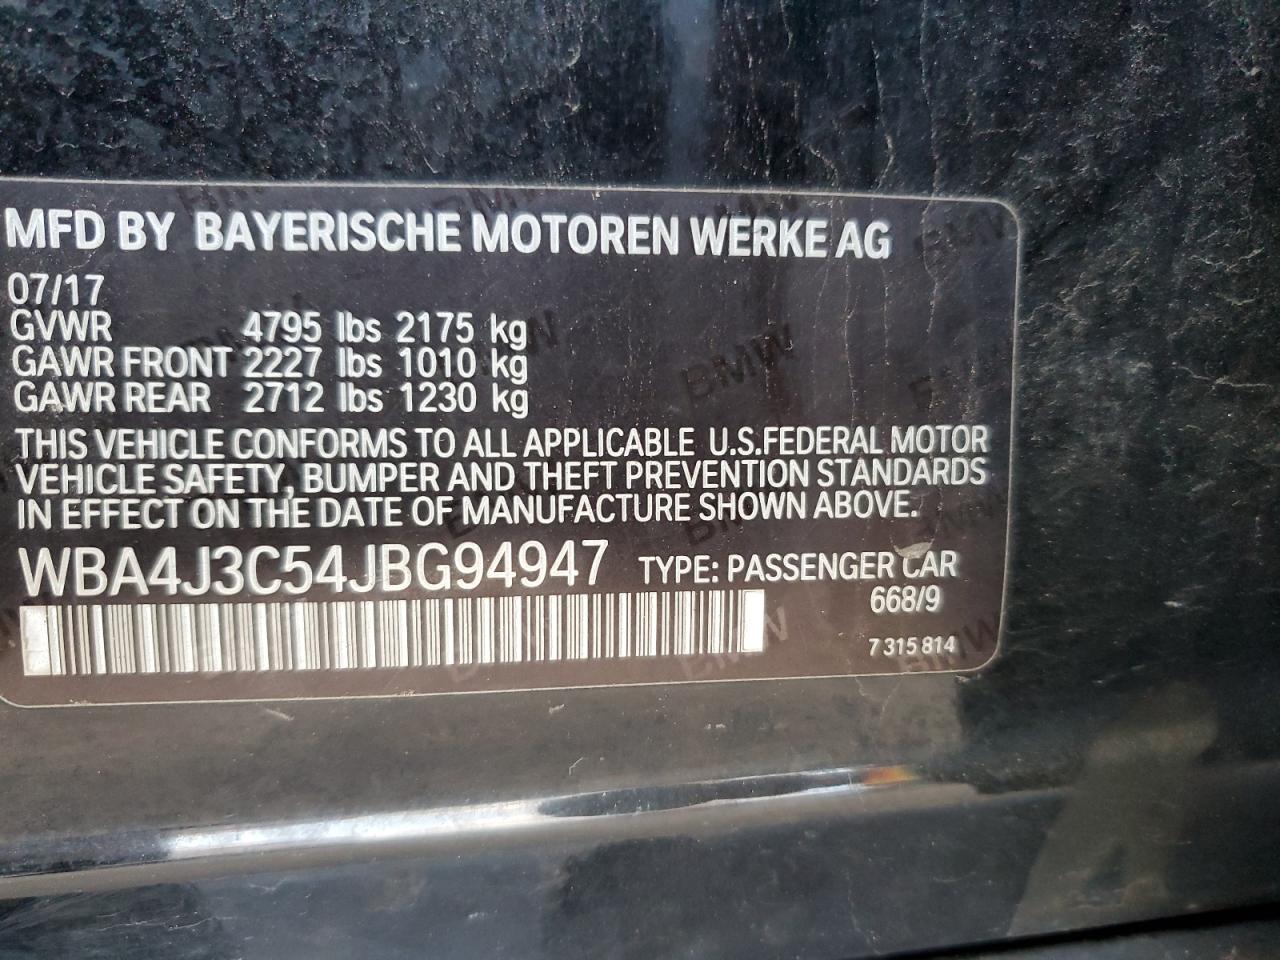 MFD BY BAYERISCHE MOTOREN WERKE AG
07/17
GVWR 4795 lbs 2175 kg
GAWR FRONT 2227 lbs 1010 kg
GAWR REAR 2712 lbs 1230 kg
THIS VEHICLE CONFORMS TO ALL APPLICABLE U.S.FEDERAL MOTOR
VEHICLE SAFETY, BUMPER AND THEFT PREVENTION STANDARDS
IN EFFECT ON THE DATE OF MANUFACTURE SHOWN ABOVE.
WBA4J3C54JBG94947 TYPE: PASSENGER CAR
668/9
7 315 814